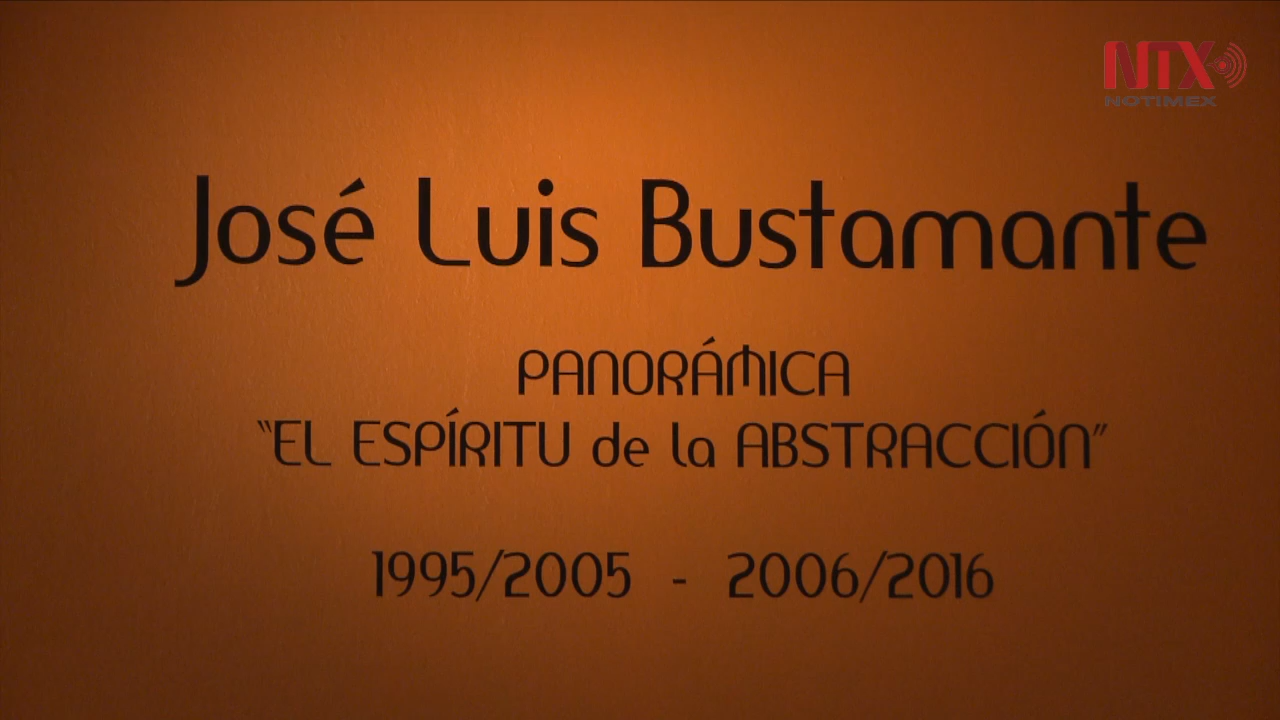 NTX
NOTIMEX
José Luis Bustamante
PANORÁMICA
“EL ESPÍRITU de la ABSTRACCIÓN”
1995/2005 - 2006/2016